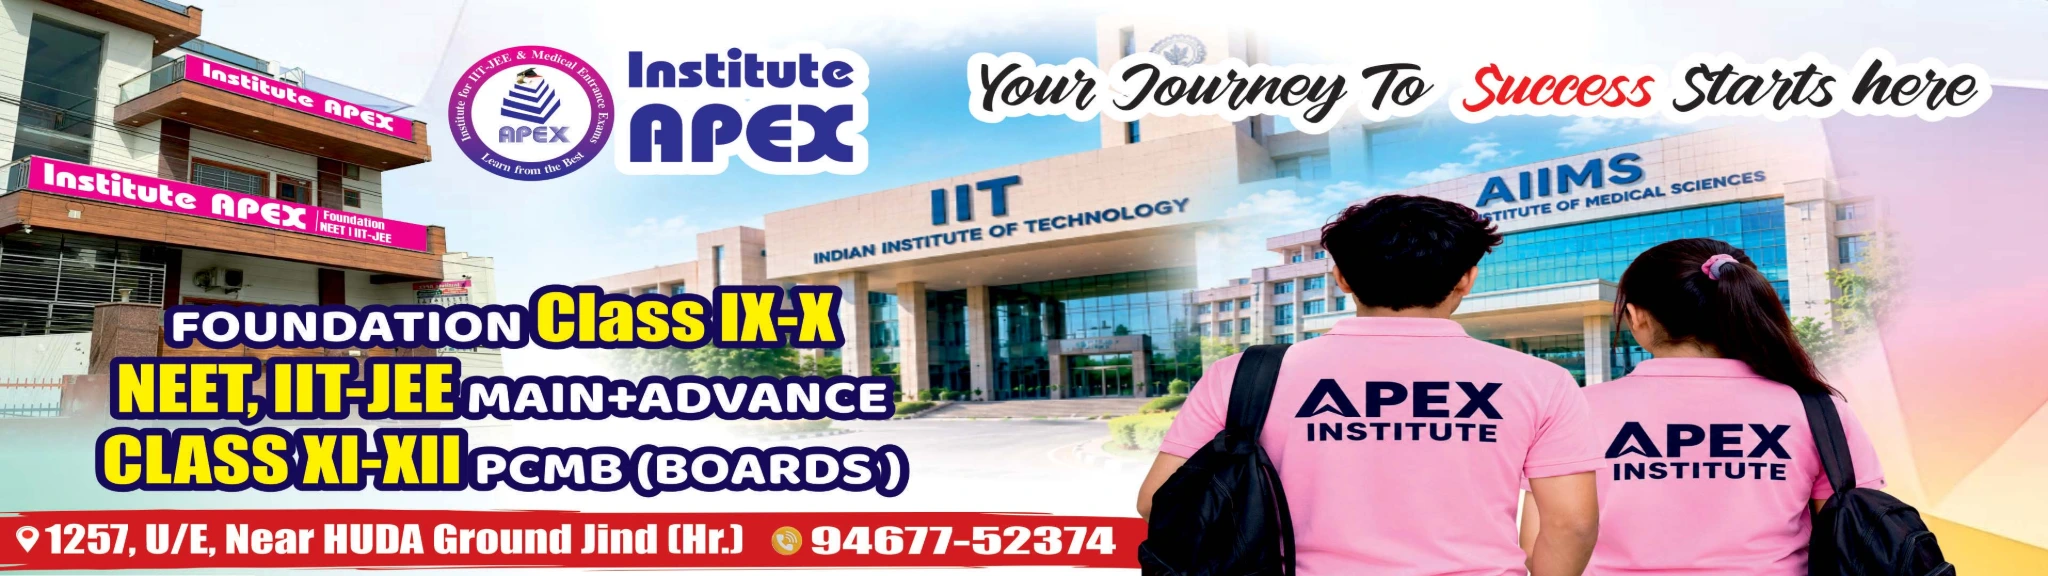 Institute APEX
Institute APEX
Foundation
NEET | IIT-JEE
Institute for IIT-JEE & Medical Entrance Exams
APEX
Learn from the Best
Institute
APEX
Your Journey To Success Starts here
IIT
INDIAN INSTITUTE OF TECHNOLOGY
AIIMS
INSTITUTE OF MEDICAL SCIENCES
FOUNDATION Class IX-X
NEET, IIT-JEE MAIN+ADVANCE
CLASS XI-XII PCMB (BOARDS)
APEX
INSTITUTE
APEX
INSTITUTE
1257, U/E, Near HUDA Ground Jind (Hr.) 94677-52374